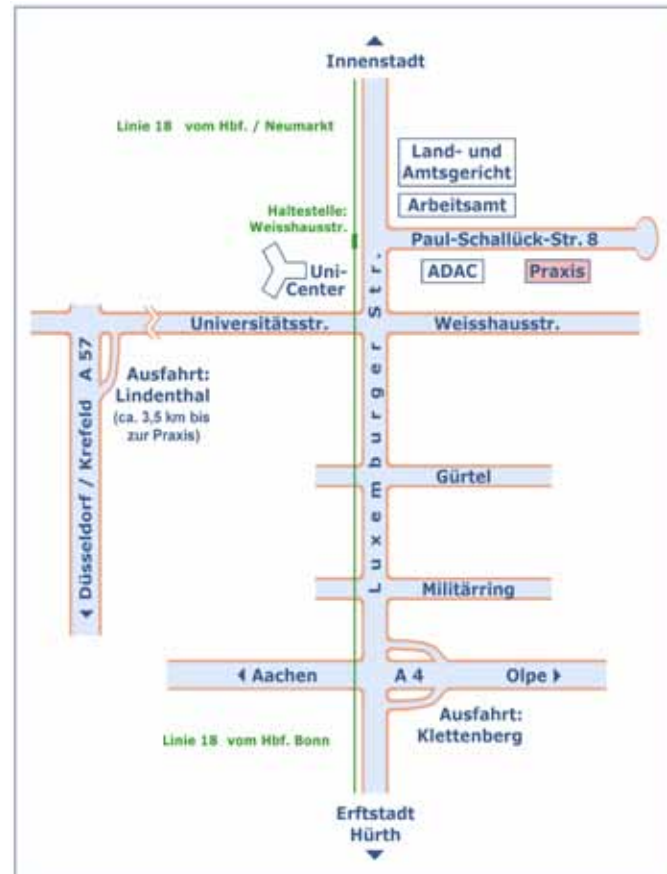 Innenstadt
Linie 18 vom Hbf. / Neumarkt
Land- und
Amtsgericht
Arbeitsamt
Haltestelle:
Weisshausstr.
Paul-Schallück-Str. 8
Uni-
Center
ADAC
Praxis
Universitätsstr.
Weisshausstr.
Luxemburger Str.
Düsseldorf / Krefeld A 57
Ausfahrt:
Lindenthal
(ca. 3,5 km bis
zur Praxis)
Gürtel
Militärring
Aachen
A 4
Olpe
Ausfahrt:
Klettenberg
Linie 18 vom Hbf. Bonn
Erftstadt
Hürth